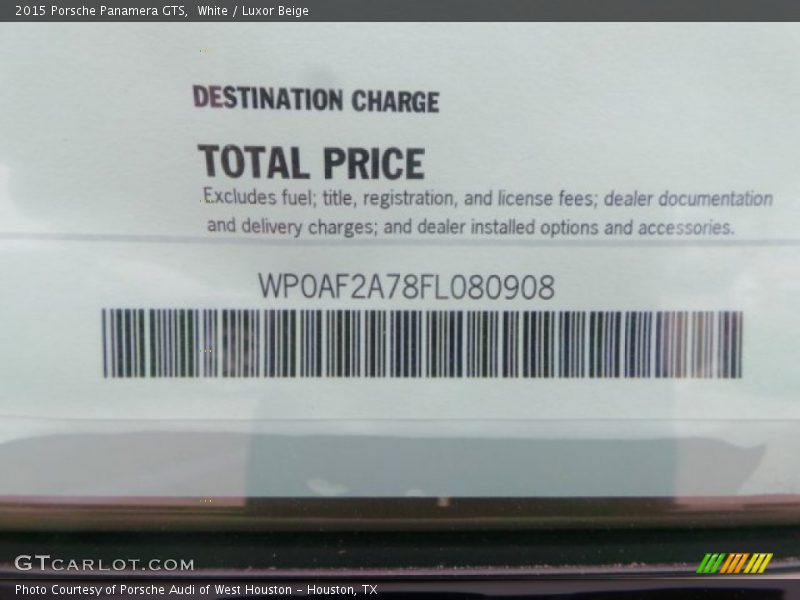 2015 Porsche Panamera GTS,  White / Luxor Beige
DESTINATION CHARGE
TOTAL PRICE
Excludes fuel; title, registration, and license fees; dealer documentation
and delivery charges; and dealer installed options and accessories.
WP0AF2A78FL080908
GTCARLOT.COM
Photo Courtesy of Porsche Audi of West Houston - Houston, TX